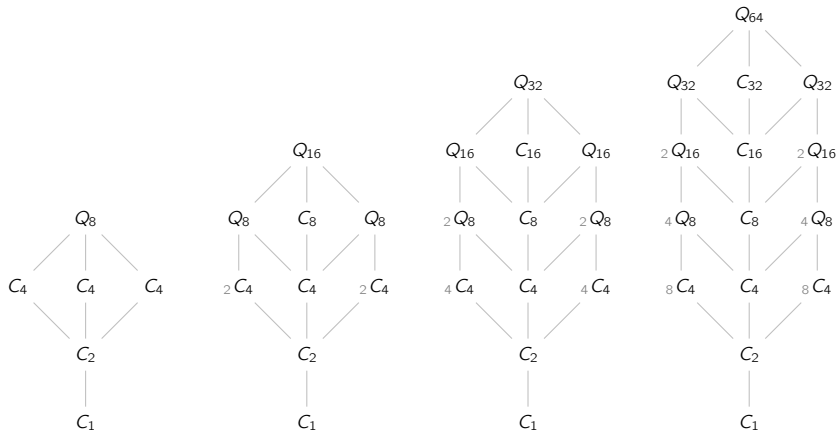 Q64
Q32 Q32 C32 Q32
Q16 Q16 C16 Q16 2 Q16 C16 2 Q16
Q8 Q8 C8 Q8 2 Q8 C8 2 Q8 4 Q8 C8 4 Q8
C4 C4 C4 2 C4 C4 2 C4 4 C4 C4 4 C4 8 C4 C4 8 C4
C2 C2 C2 C2
C1 C1 C1 C1